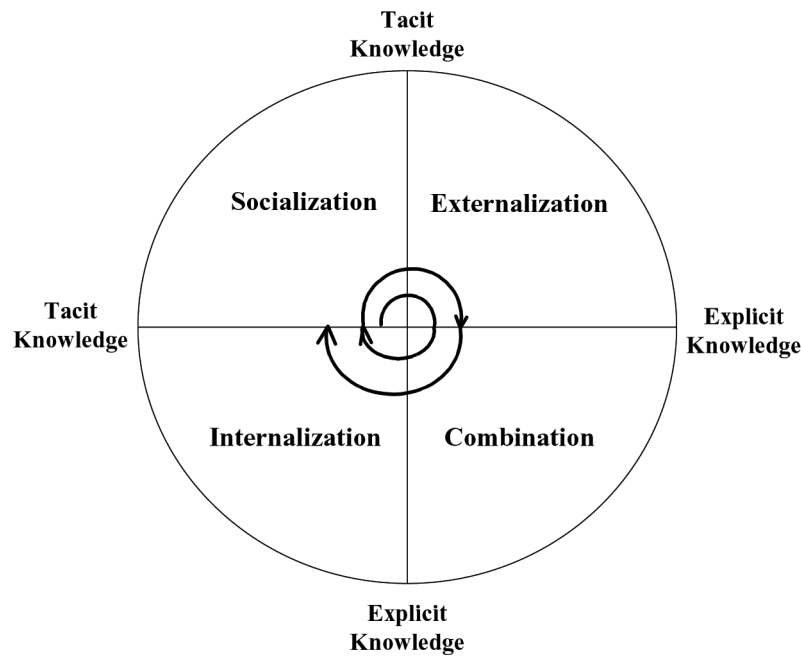 Tacit
Knowledge
Socialization
Externalization
Tacit
Knowledge
Explicit
Knowledge
Internalization
Combination
Explicit
Knowledge